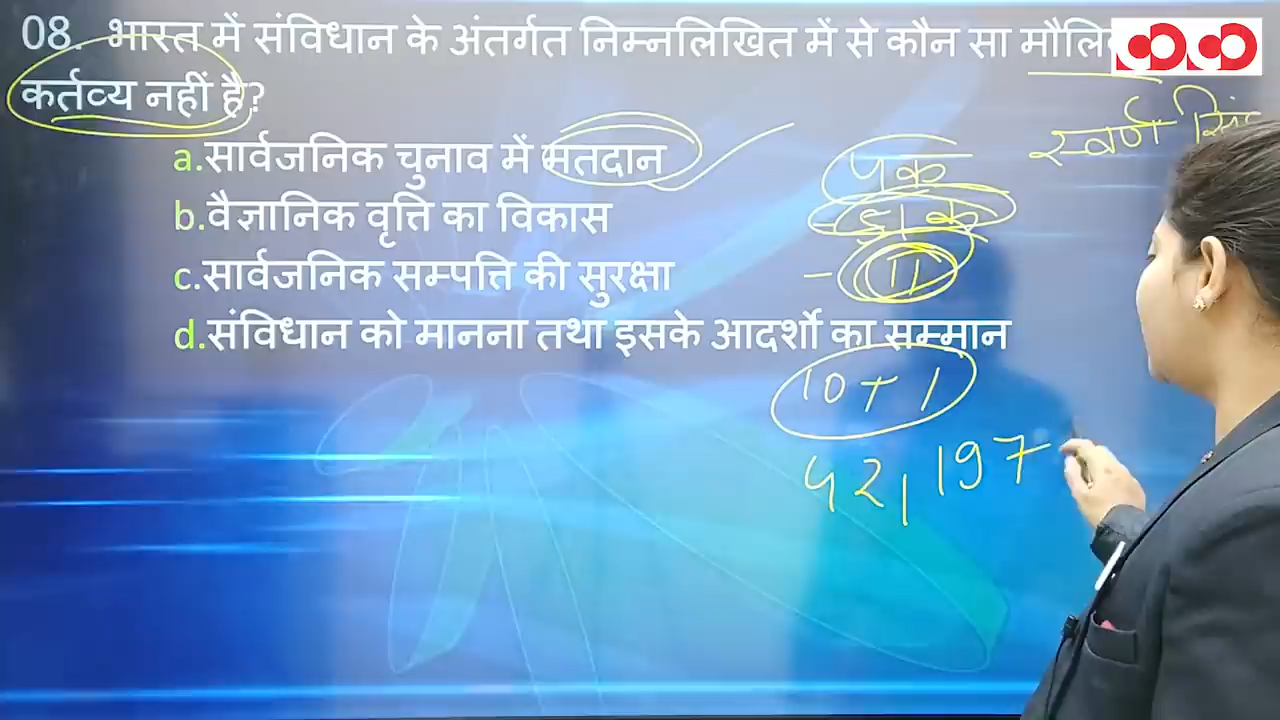 08. भारत में संविधान के अंतर्गत निम्नलिखित में से कौन सा
कर्तव्य नहीं है?
a.सार्वजनिक चुनाव में मतदान
b.वैज्ञानिक वृत्ति का विकास
c.सार्वजनिक सम्पत्ति की सुरक्षा
d.संविधान को मानना तथा इसके आदर्शो का सम्मान
स्वर्ण सिंह
11
10 + 1
42, 197